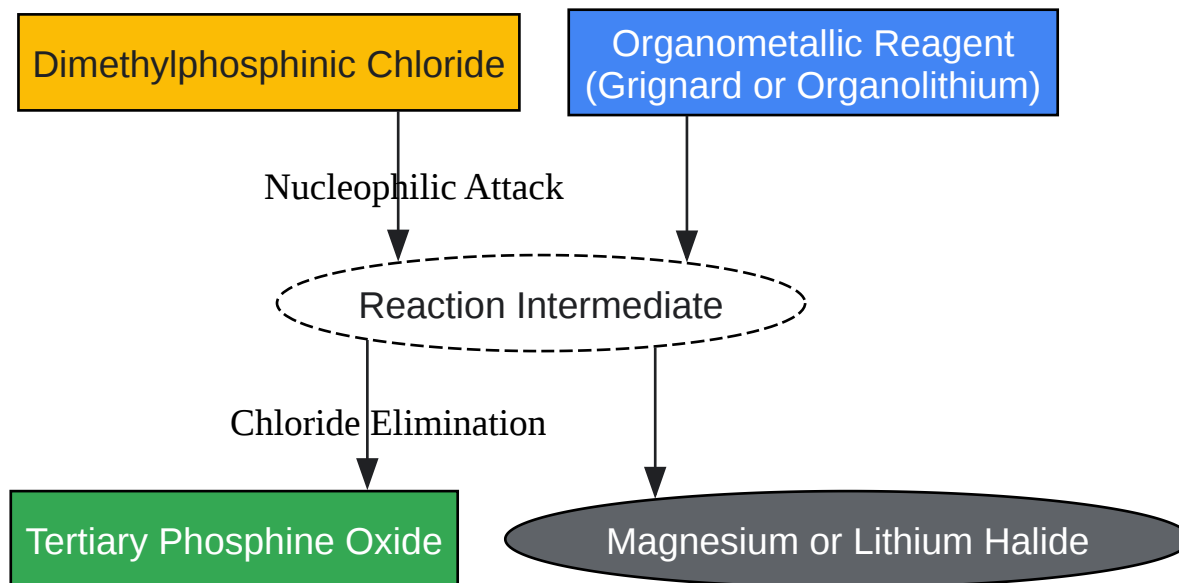 Dimethylphosphinic Chloride
Organometallic Reagent
(Grignard or Organolithium)
Nucleophilic Attack
Reaction Intermediate
Chloride Elimination
Tertiary Phosphine Oxide
Magnesium or Lithium Halide